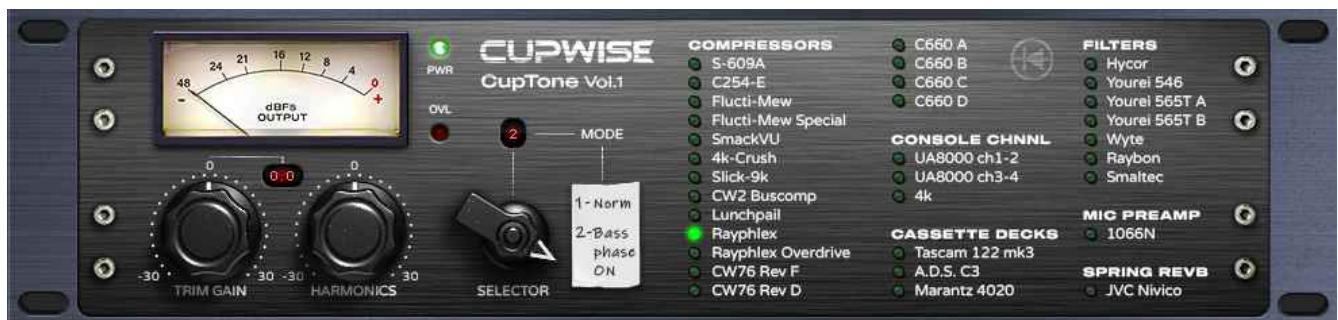 48
24
21
16
12
8
4
0
-
+
dBFs
OUTPUT
PWR
OVL
CUPWISE
CupTone Vol.1
2
MODE
1-Norm
2-Bass
phase
ON
SELECTOR
0
0.0
0
-30
30
-30
30
TRIM GAIN
HARMONICS
COMPRESSORS
S-609A
C254-E
Flucti-Mew
Flucti-Mew Special
SmackVU
4k-Crush
Slick-9k
CW2 Buscomp
Lunchpail
Rayphlex
Rayphlex Overdrive
CW76 Rev F
CW76 Rev D
C660 A
C660 B
C660 C
C660 D
CONSOLE CHNNL
UA8000 ch1-2
UA8000 ch3-4
4k
CASSETTE DECKS
Tascam 122 mk3
A.D.S. C3
Marantz 4020
FILTERS
Hycor
Yourei 546
Yourei 565T A
Yourei 565T B
Wyte
Raybon
Smaltec
MIC PREAMP
1066N
SPRING REVB
JVC Nivico